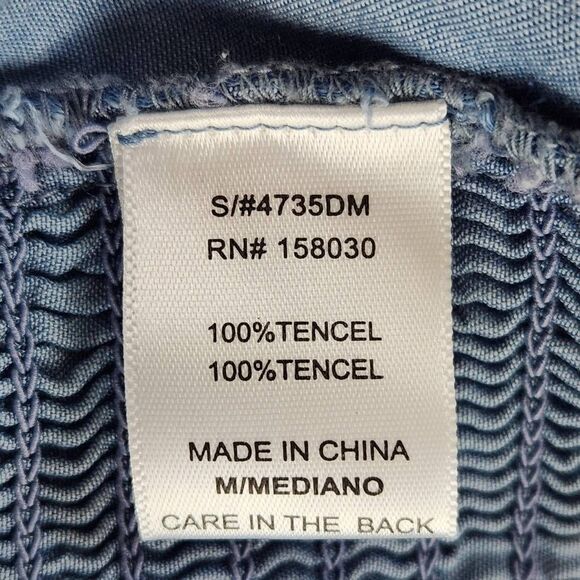 S/#4735DM
RN# 158030
100%TENCEL
100%TENCEL
MADE IN CHINA
M/MEDIANO
CARE IN THE BACK